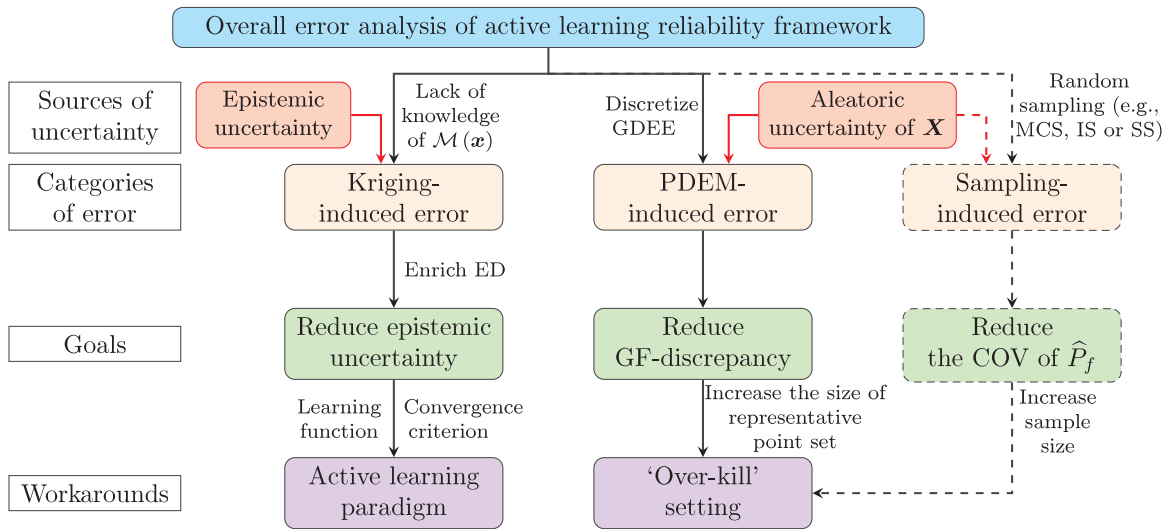 Overall error analysis of active learning reliability framework
Sources of
uncertainty
Epistemic
uncertainty
Lack of
knowledge
of 𝓜(𝒙)
Discretize
GDEE
Aleatoric
uncertainty of 𝑿
Random
sampling (e.g.,
MCS, IS or SS)
Categories
of error
Kriging-
induced error
PDEM-
induced error
Sampling-
induced error
Enrich ED
Goals
Reduce epistemic
uncertainty
Reduce
GF-discrepancy
Reduce
the COV of P̂_f
Learning
function
Convergence
criterion
Increase the size of
representative
point set
Increase
sample
size
Workarounds
Active learning
paradigm
‘Over-kill’
setting